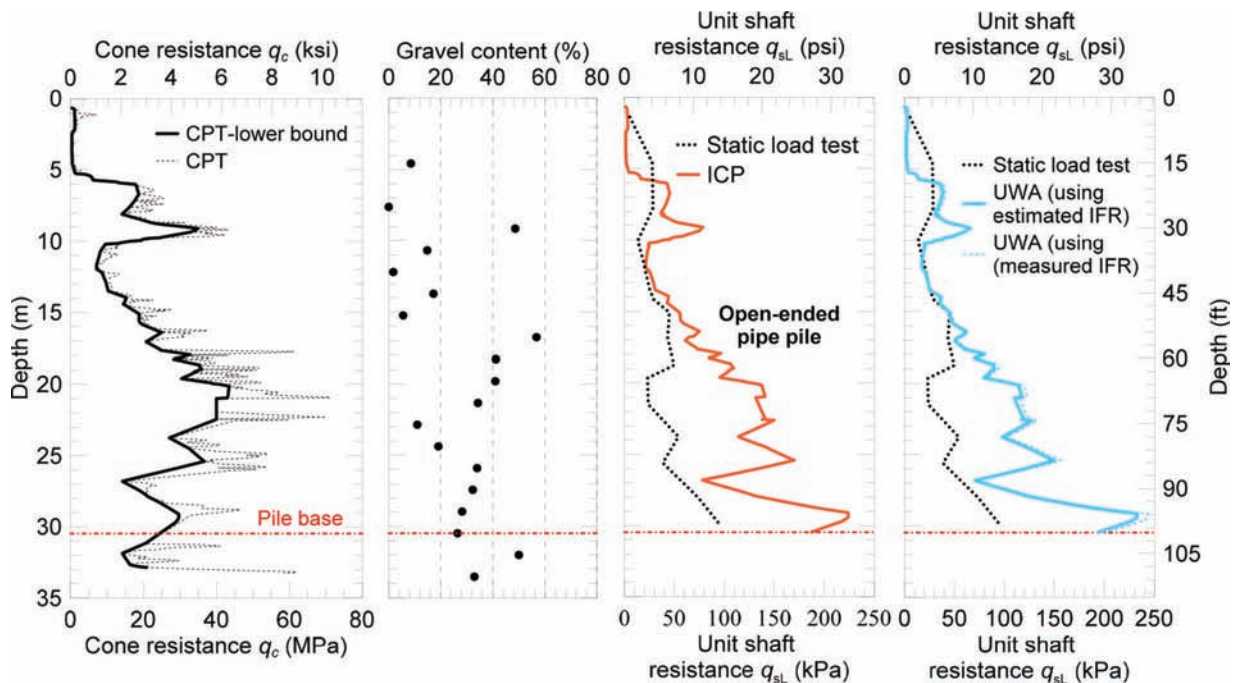 Cone resistance qc (ksi)
0 2 4 6 8 10
Depth (m)
0
5
10
15
20
25
30
35
CPT-lower bound
CPT
Pile base
0 20 40 60 80
Cone resistance qc (MPa)
Gravel content (%)
0 20 40 60 80
Unit shaft
resistance qsL (psi)
0 10 20 30
Static load test
ICP
Open-ended
pipe pile
0 50 100 150 200 250
Unit shaft
resistance qsL (kPa)
Unit shaft
resistance qsL (psi)
0 10 20 30
Static load test
UWA (using
estimated IFR)
UWA (using
(measured IFR)
0
15
30
45
60
75
90
105
Depth (ft)
0 50 100 150 200 250
Unit shaft
resistance qsL (kPa)